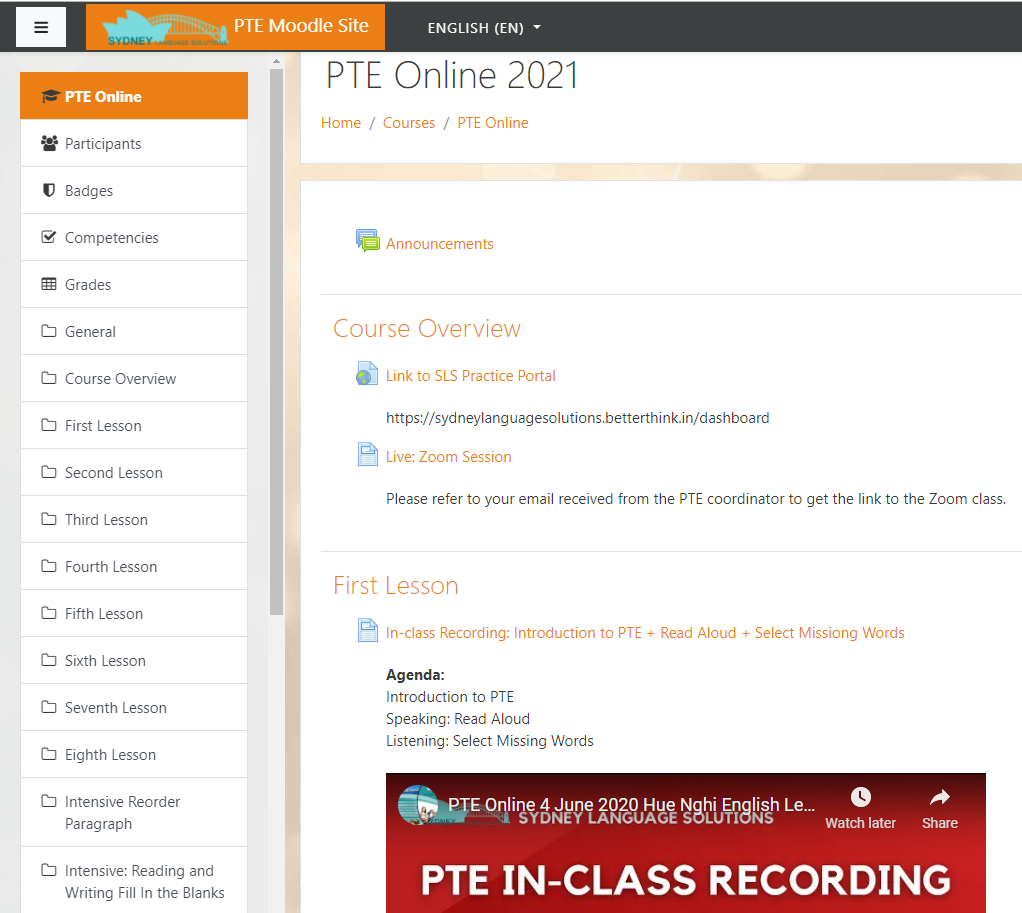 SYDNEY LANGUAGE SOLUTIONS
PTE Moodle Site
ENGLISH (EN)
PTE Online
Participants
Badges
Competencies
Grades
General
Course Overview
First Lesson
Second Lesson
Third Lesson
Fourth Lesson
Fifth Lesson
Sixth Lesson
Seventh Lesson
Eighth Lesson
Intensive Reorder
Paragraph
Intensive: Reading and
Writing Fill In the Blanks
PTE Online 2021
Home / Courses / PTE Online
Announcements
Course Overview
Link to SLS Practice Portal
https://sydneylanguagesolutions.betterthink.in/dashboard
Live: Zoom Session
Please refer to your email received from the PTE coordinator to get the link to the Zoom class.
First Lesson
In-class Recording: Introduction to PTE + Read Aloud + Select Missiong Words
Agenda:
Introduction to PTE
Speaking: Read Aloud
Listening: Select Missing Words
PTE Online 4 June 2020 Hue Nghi English Le...
Watch later
Share
SYDNEY LANGUAGE SOLUTIONS
PTE IN-CLASS RECORDING